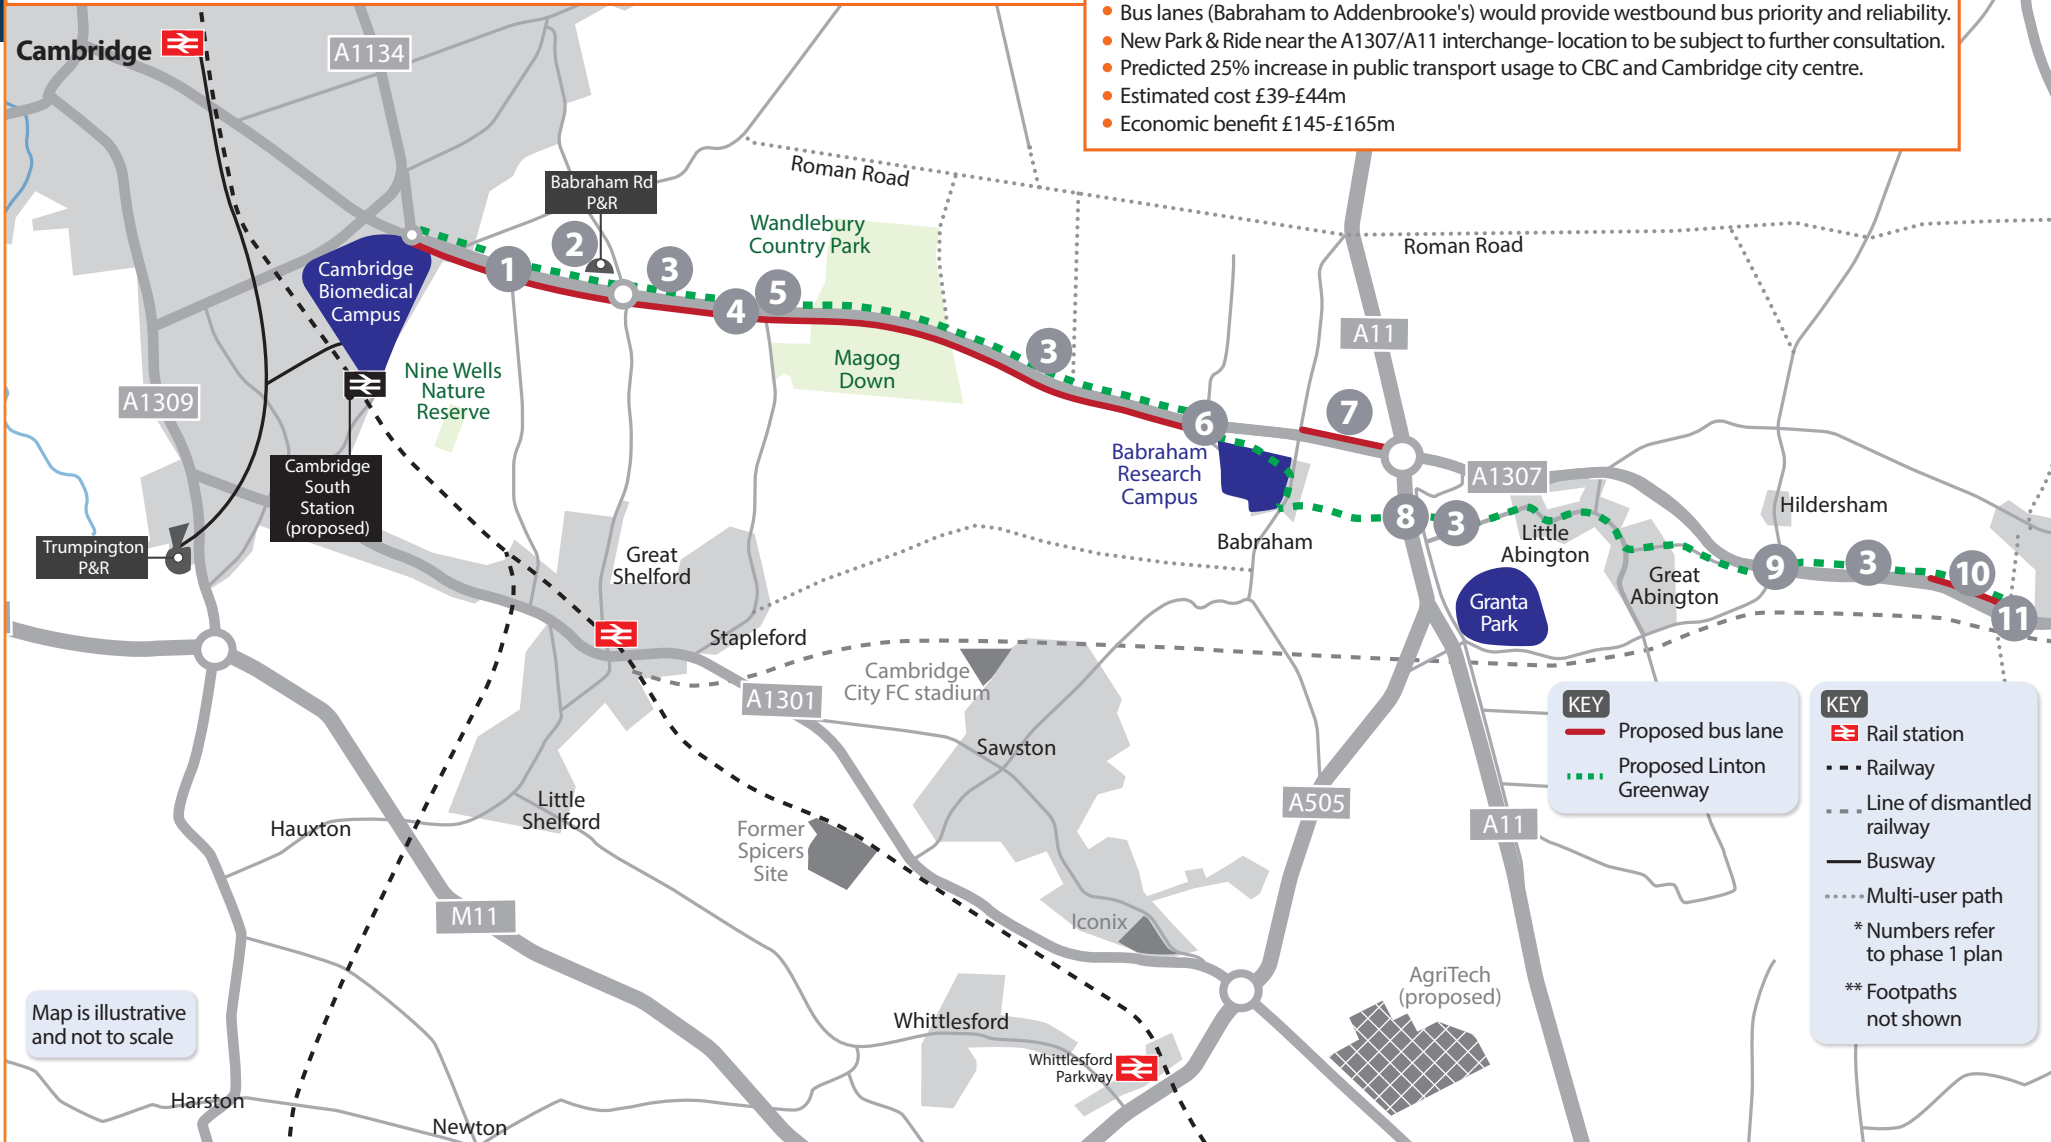 Bus lanes (Babraham to Addenbrooke's) would provide westbound bus priority and reliability.
New Park & Ride near the A1307/A11 interchange- location to be subject to further consultation.
Predicted 25% increase in public transport usage to CBC and Cambridge city centre.
Estimated cost £39-£44m
Economic benefit £145-£165m
Cambridge
A1134
Babraham Rd
P&R
Roman Road
Wandlebury
Country Park
Roman Road
1
2
3
4
5
Cambridge
Biomedical
Campus
A11
3
Magog
Down
Nine Wells
Nature
Reserve
A1309
6
7
Babraham
Research
Campus
A1307
Cambridge
South
Station
(proposed)
Hildersham
8
3
Little
Abington
Babraham
Trumpington
P&R
Great
Shelford
9
3
10
11
Great
Abington
Granta
Park
Stapleford
Cambridge
City FC stadium
A1301
Sawston
KEY
Proposed bus lane
Proposed Linton
Greenway
KEY
Rail station
Railway
Line of dismantled
railway
Busway
Multi-user path
* Numbers refer
to phase 1 plan
** Footpaths
not shown
A505
A11
Hauxton
Little
Shelford
Former
Spicers
Site
M11
Iconix
AgriTech
(proposed)
Map is illustrative
and not to scale
Whittlesford
Whittlesford
Parkway
Harston
Newton